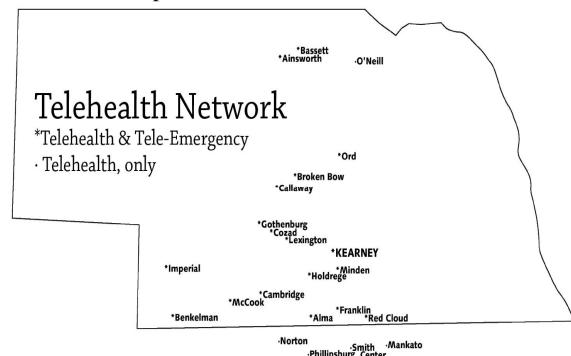 *Bassett
*Ainsworth
·O'Neill
Telehealth Network
*Telehealth & Tele-Emergency
· Telehealth, only
*Ord
*Broken Bow
*Callaway
*Gothenburg
*Cozad
*Lexington
*KEARNEY
*Imperial
*Minden
*Holdrege
*Cambridge
*McCook
*Franklin
*Benkelman
*Alma
*Red Cloud
·Norton
·Smith Center
·Mankato
·Phillipsburg